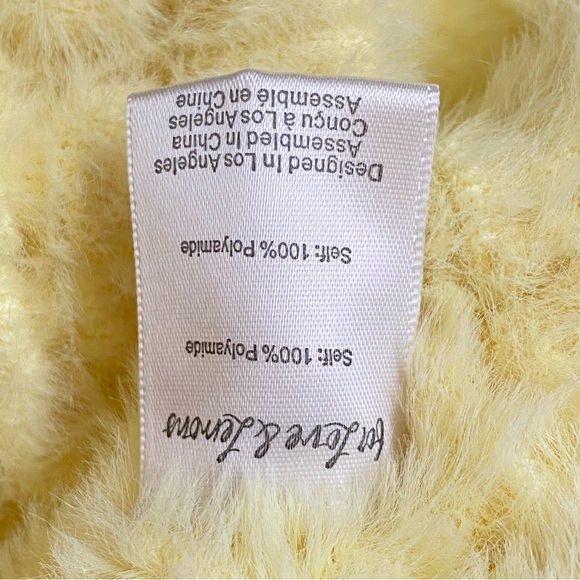 for Love & Lemons
Self: 100% Polyamide
Self: 100% Polyamide
Designed In Los Angeles
Assembled In China
Conçu à Los Angeles
Assemblé en Chine